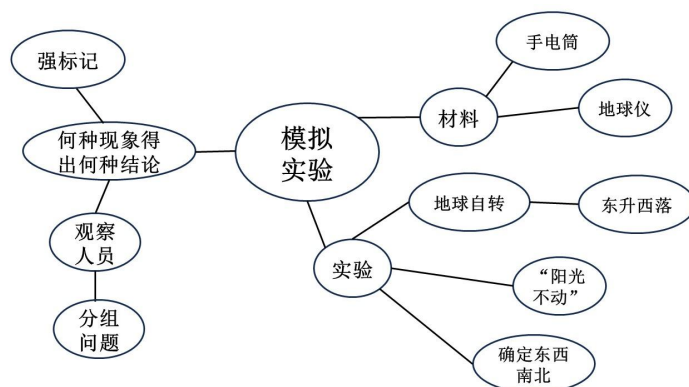 手电筒
强标记
材料
地球仪
模拟
实验
何种现象得
出何种结论
地球自转
东升西落
观察
人员
实验
“阳光
不动”
分组
问题
确定东西
南北